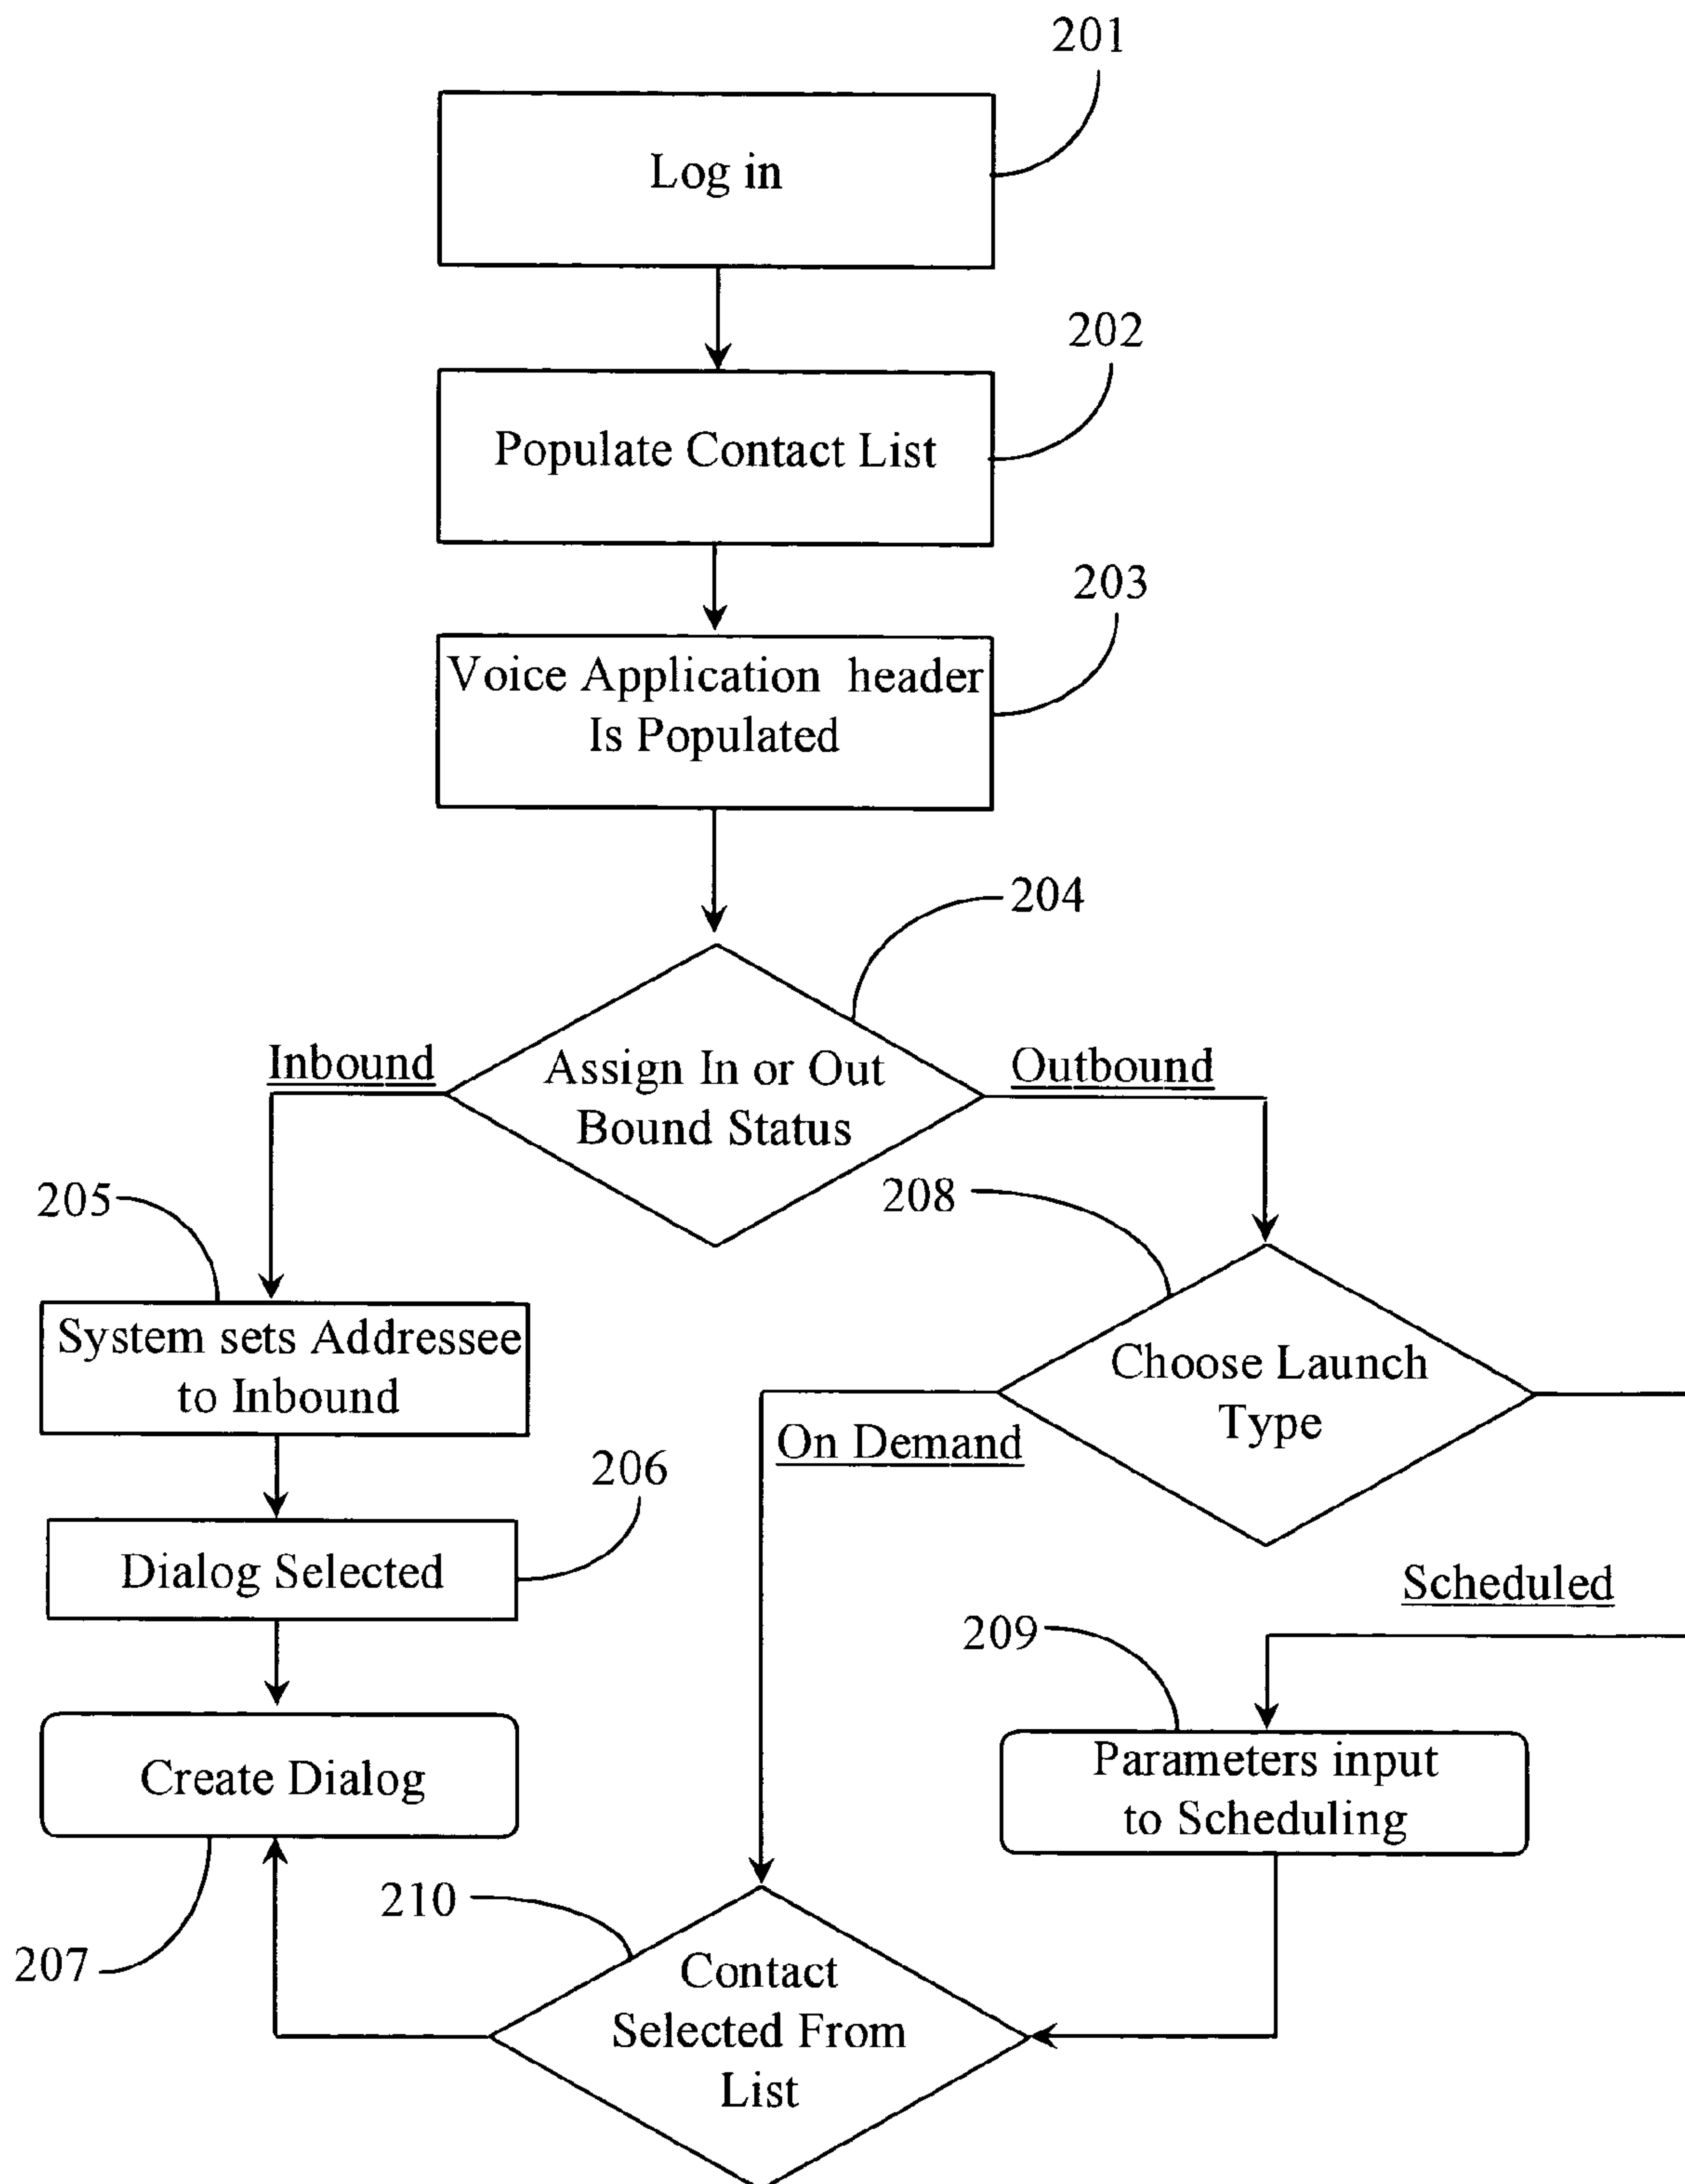 201
Log in
202
Populate Contact List
203
Voice Application header
Is Populated
204
Inbound
Assign In or Out
Bound Status
Outbound
205
208
System sets Addressee
to Inbound
Choose Launch
Type
On Demand
206
Dialog Selected
Scheduled
209
Create Dialog
Parameters input
to Scheduling
210
207
Contact
Selected From
List